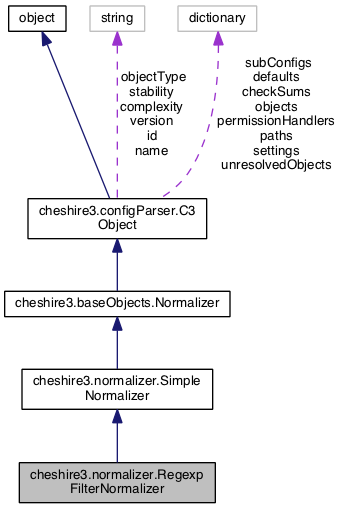 object
string
dictionary
objectType
stability
complexity
version
id
name
subConfigs
defaults
checkSums
objects
permissionHandlers
paths
settings
unresolvedObjects
cheshire3.configParser.C3
Object
cheshire3.baseObjects.Normalizer
cheshire3.normalizer.Simple
Normalizer
cheshire3.normalizer.Regexp
FilterNormalizer